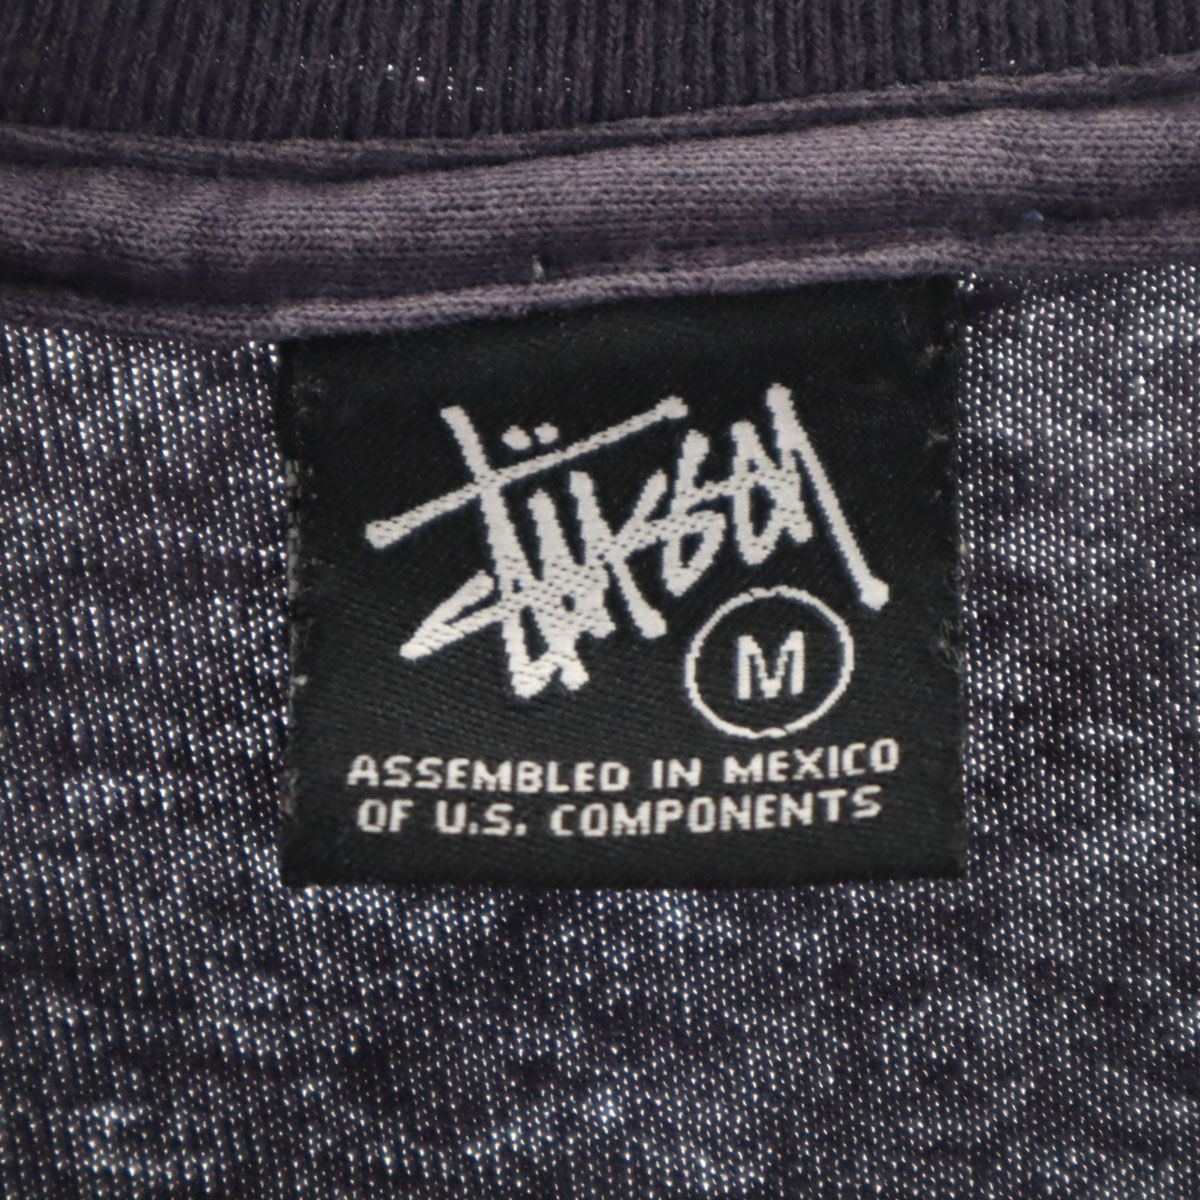 Stüssy
M
ASSEMBLED IN MEXICO
OF U.S. COMPONENTS